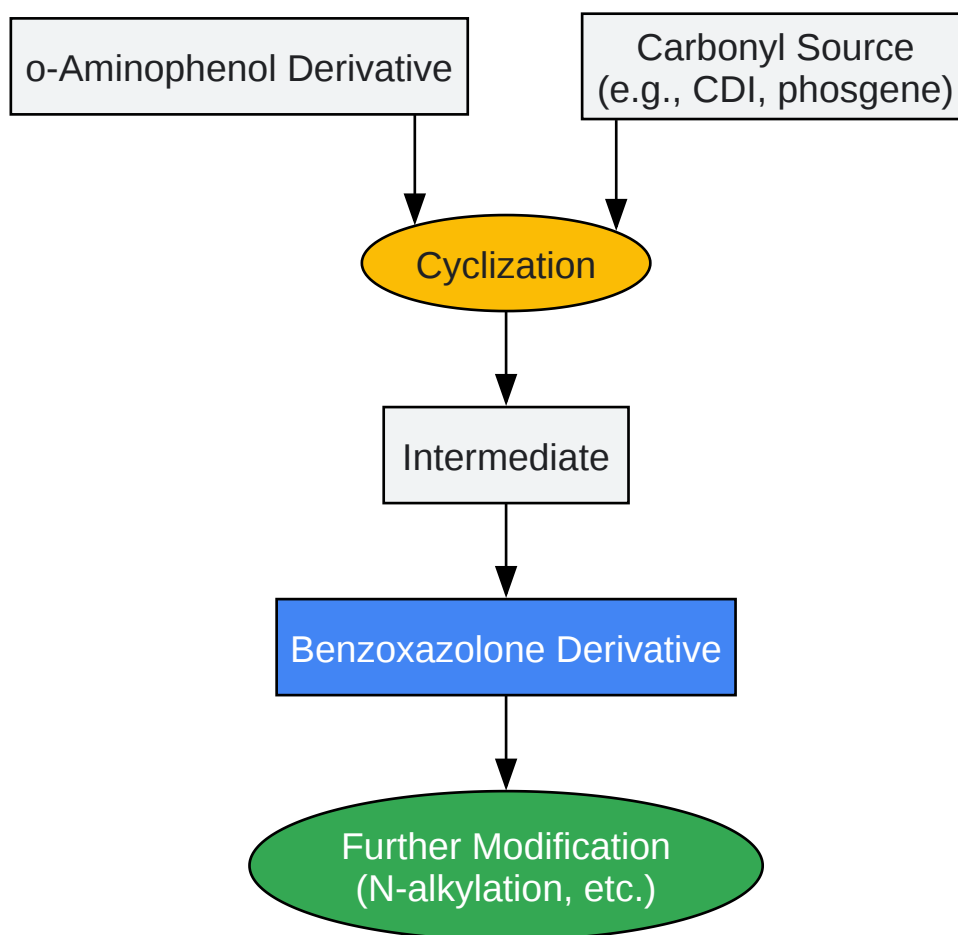 o-Aminophenol Derivative
Carbonyl Source
(e.g., CDI, phosgene)
Cyclization
Intermediate
Benzoxazolone Derivative
Further Modification
(N-alkylation, etc.)